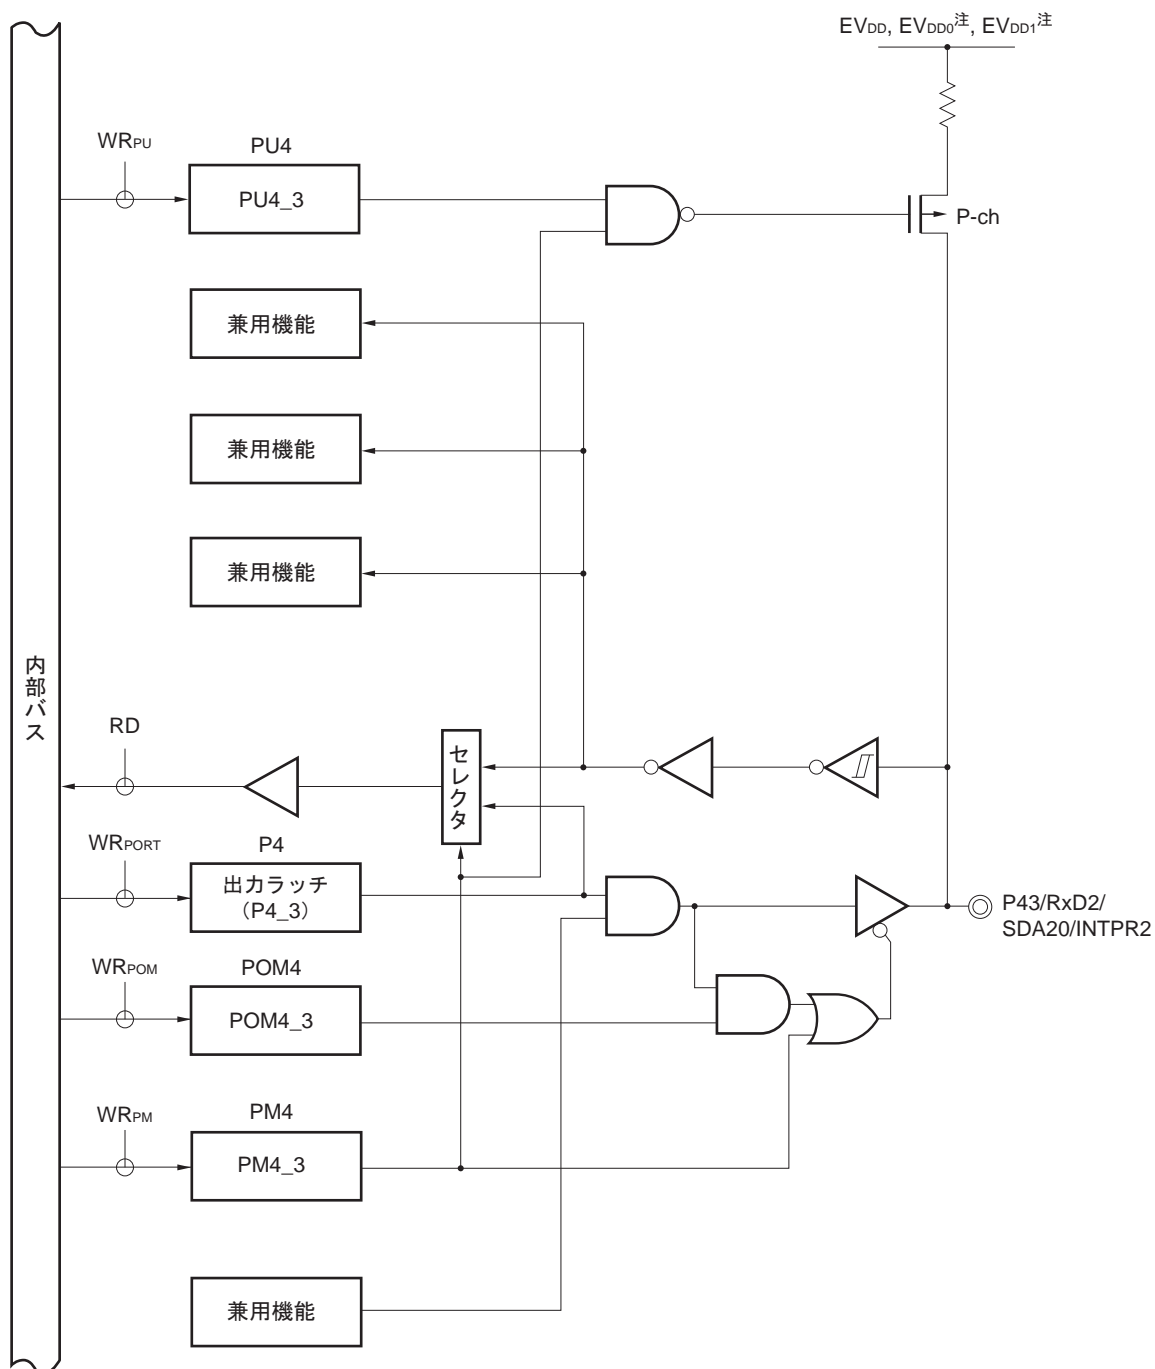 EVDD, EVDD0注, EVDD1注
WRPU
PU4
PU4_3
P-ch
兼用機能
兼用機能
兼用機能
内部バス
RD
セレクタ
WRPORT
P4
出力ラッチ
（P4_3）
P43/RxD2/
SDA20/INTPR2
WRPOM
POM4
POM4_3
WRPM
PM4
PM4_3
兼用機能